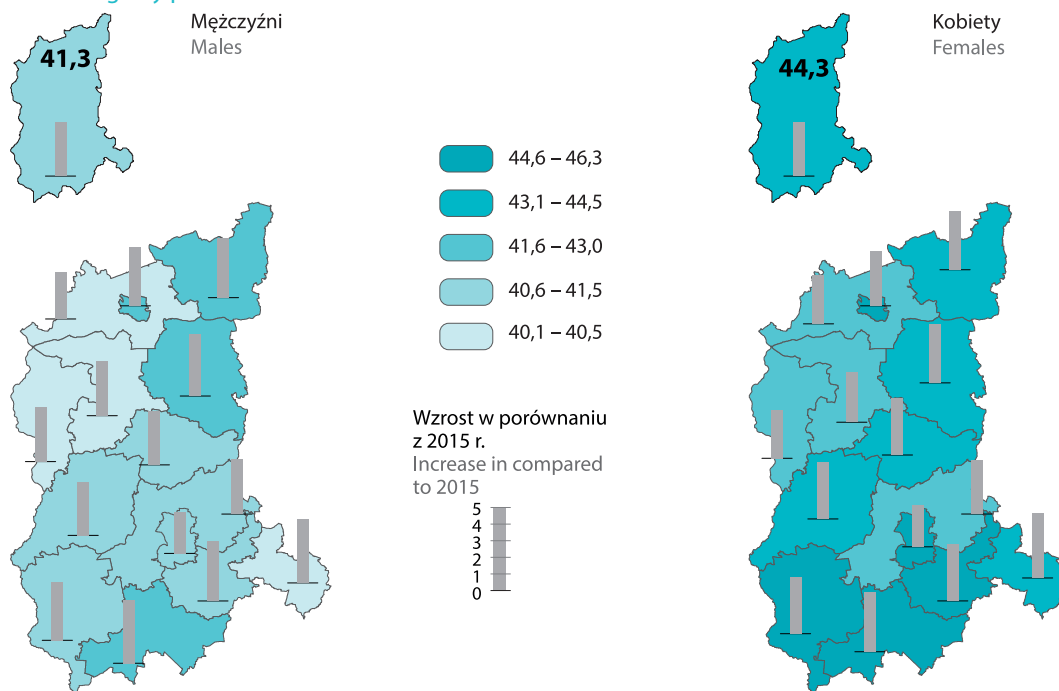 Mężczyźni
Males
41,3
Kobiety
Females
44,3
44,6 – 46,3
43,1 – 44,5
41,6 – 43,0
40,6 – 41,5
40,1 – 40,5
Wzrost w porównaniu
z 2015 r.
Increase in compared
to 2015
5
4
3
2
1
0